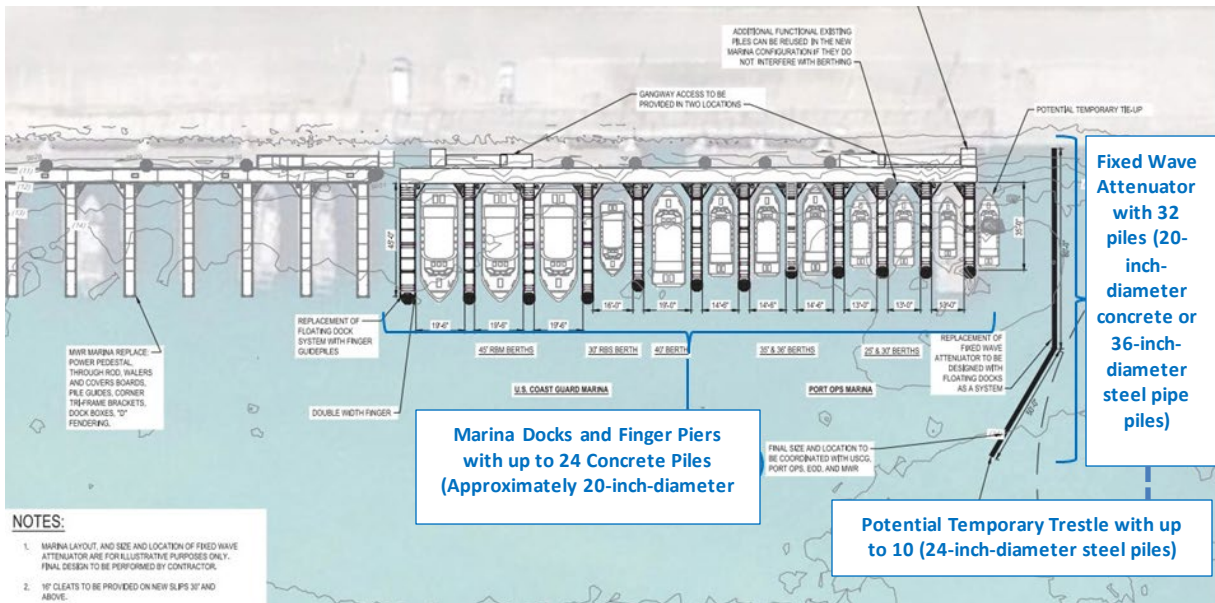 ADDITIONAL FUNCTIONAL EXISTING
PILES CAN BE REUSED IN THE NEW
MARINA CONFIGURATION IF THEY DO
NOT INTERFERE WITH BERTHING
GANGWAY ACCESS TO BE
PROVIDED IN TWO LOCATIONS
POTENTIAL TEMPORARY TIE-UP
Fixed Wave
Attenuator
with 32
piles (20-
inch-
diameter
concrete or
36-inch-
diameter
steel pipe
piles)
(11)
(12)
(13)
(14)
REPLACEMENT OF
FLOATING DOCK
SYSTEM WITH FINGER
GUIDEPILES
19'-6"
19'-6"
19'-6"
16'-0"
19'-0"
14'-6"
14'-6"
14'-6"
13'-0"
13'-0"
45' RBM BERTHS
30' RBS BERTH
40' BERTH
35' & 36' BERTHS
25' & 30' BERTHS
REPLACEMENT OF
FIXED WAVE
ATTENUATOR TO BE
DESIGNED WITH
FLOATING DOCKS
AS A SYSTEM
MWR MARINA REPLACE:
POWER PEDESTAL,
THROUGH ROD, WALERS
AND COVERS BOARDS,
PILE GUIDES, CORNER
TRI-FRAME BRACKETS,
DOCK BOXES, "D"
FENDERING.
U.S. COAST GUARD MARINA
PORT OPS MARINA
DOUBLE WIDTH FINGER
Marina Docks and Finger Piers
with up to 24 Concrete Piles
(Approximately 20-inch-diameter
FINAL SIZE AND LOCATION TO
BE COORDINATED WITH USCG,
PORT OPS, EOD, AND MWR
50'-0"
Potential Temporary Trestle with up
to 10 (24-inch-diameter steel piles)
NOTES:
1. MARINA LAYOUT, AND SIZE AND LOCATION OF FIXED WAVE
ATTENUATOR ARE FOR ILLUSTRATIVE PURPOSES ONLY.
FINAL DESIGN TO BE PERFORMED BY CONTRACTOR.
2. 16" CLEATS TO BE PROVIDED ON NEW SLIPS 30' AND
ABOVE.